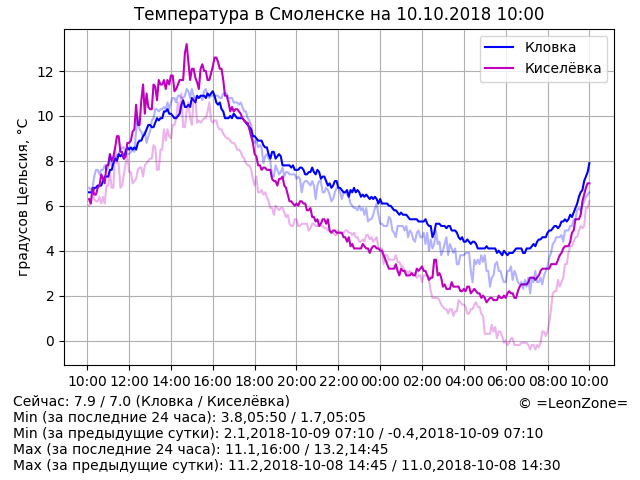 Температура в Смоленске на 10.10.2018 10:00
Кловка
Киселёвка
градусов Цельсия, °C
12
10
8
6
4
2
0
10:00 12:00 14:00 16:00 18:00 20:00 22:00 00:00 02:00 04:00 06:00 08:00 10:00
Сейчас: 7.9 / 7.0 (Кловка / Киселёвка)
© =LeonZone=
Min (за последние 24 часа): 3.8,05:50 / 1.7,05:05
Min (за предыдущие сутки): 2.1,2018-10-09 07:10 / -0.4,2018-10-09 07:10
Max (за последние 24 часа): 11.1,16:00 / 13.2,14:45
Max (за предыдущие сутки): 11.2,2018-10-08 14:45 / 11.0,2018-10-08 14:30